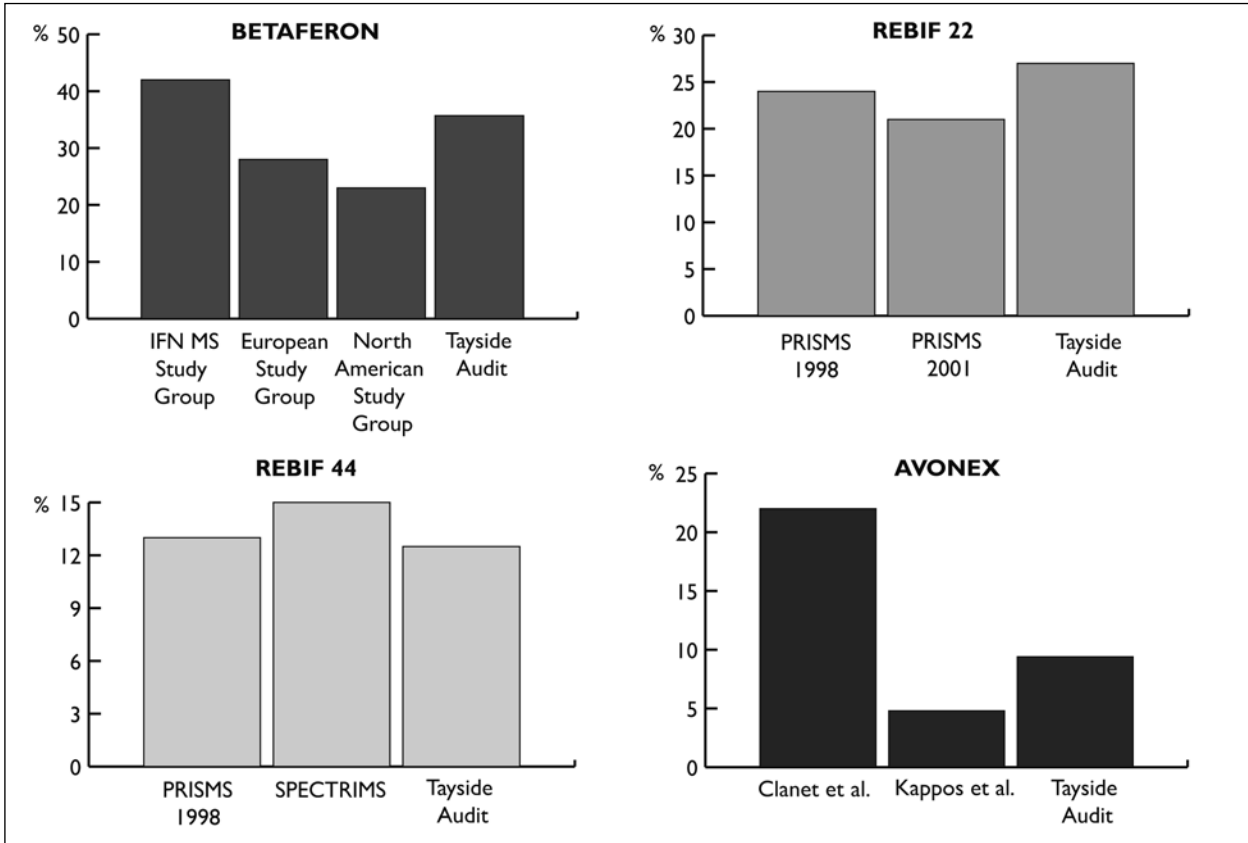 BETAFERON
% 50
40
30
20
10
0
IFN MS
Study
Group
European
Study
Group
North
American
Study
Group
Tayside
Audit
REBIF 22
% 30
25
20
15
10
5
0
PRISMS
1998
PRISMS
2001
Tayside
Audit
REBIF 44
% 15
12
9
6
3
0
PRISMS
1998
SPECTRIMS
Tayside
Audit
AVONEX
% 25
20
15
10
5
0
Clanet et al.
Kappos et al.
Tayside
Audit